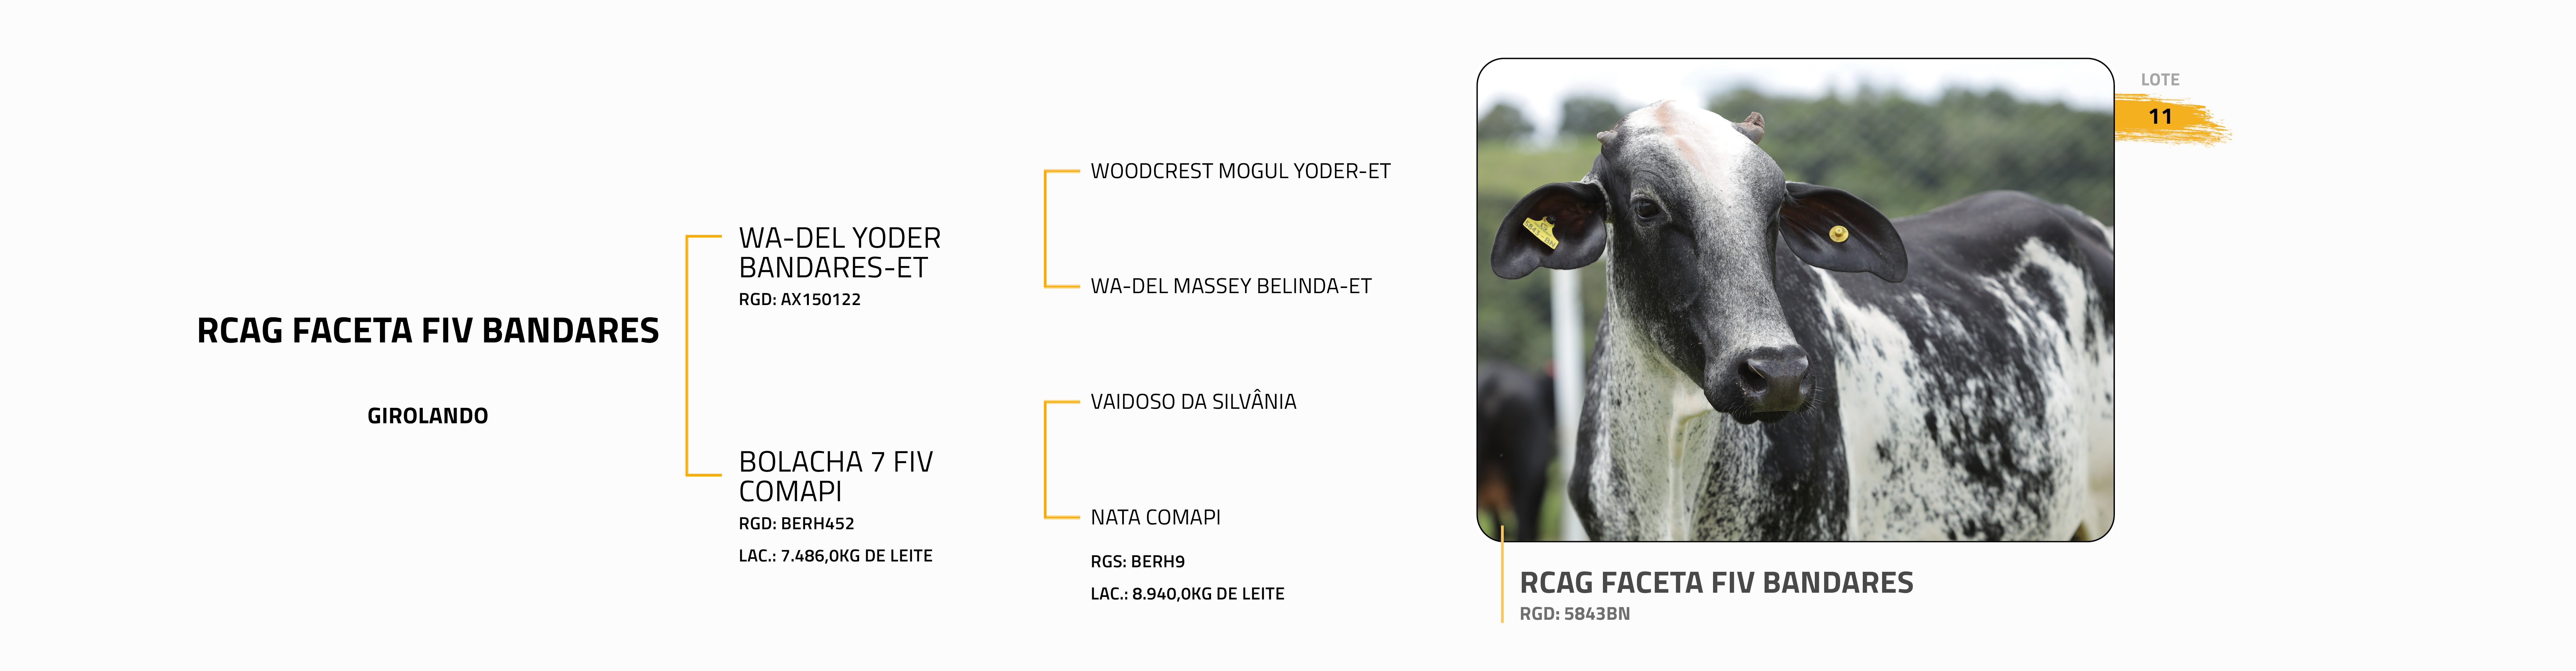 RCAG FACETA FIV BANDARES
GIROLANDO
WA-DEL YODER
BANDARES-ET
RGD: AX150122
BOLACHA 7 FIV
COMAPI
RGD: BERH452
LAC.: 7.486,0KG DE LEITE
WOODCREST MOGUL YODER-ET
WA-DEL MASSEY BELINDA-ET
VAIDOSO DA SILVÂNIA
NATA COMAPI
RGS: BERH9
LAC.: 8.940,0KG DE LEITE
LOTE
11
RCAG FACETA FIV BANDARES
RGD: 5843BN